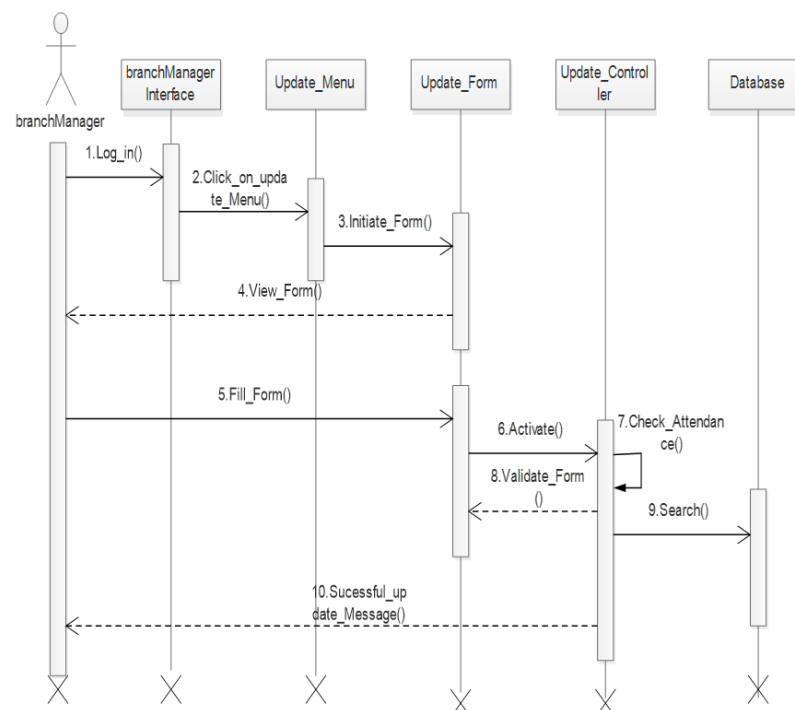 branchManager
branchManager
Interface
Update_Menu
Update_Form
Update_Control
ler
Database
1.Log_in()
2.Click_on_upda
te_Menu()
3.Initiate_Form()
4.View_Form()
5.Fill_Form()
6.Activate()
7.Check_Attendan
ce()
8.Validate_Form
()
9.Search()
10.Sucessful_up
date_Message()